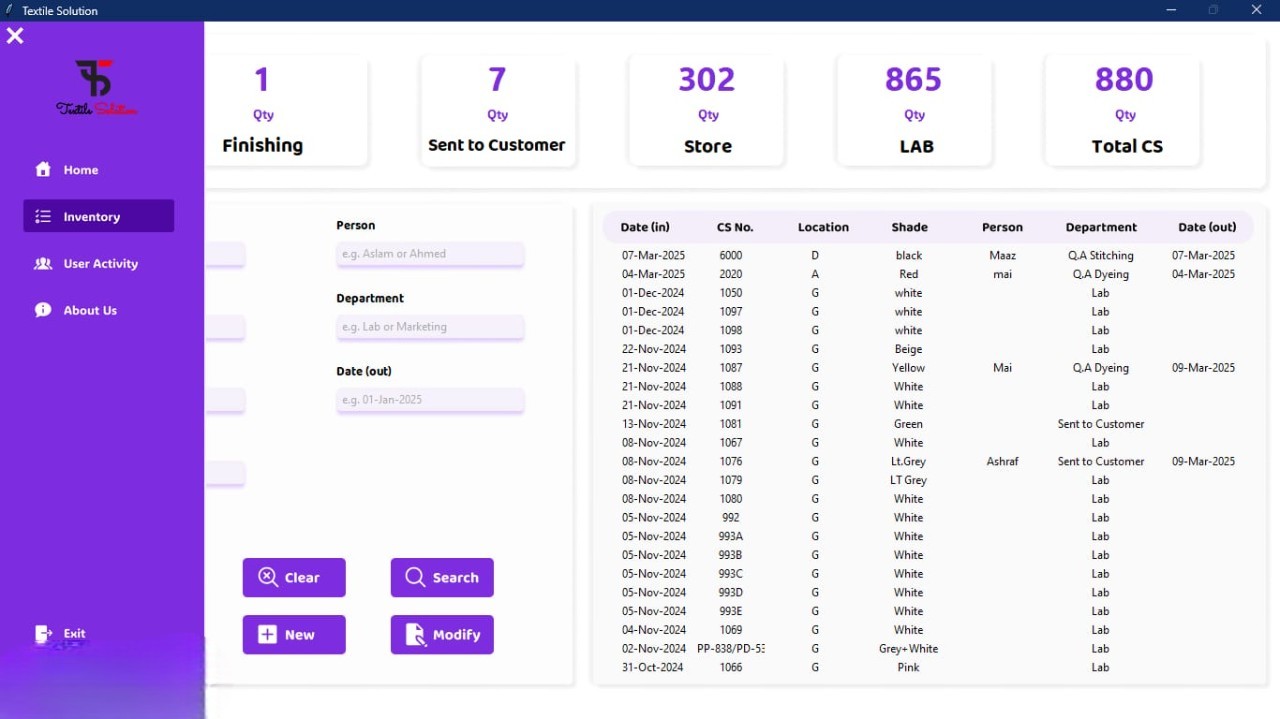 Textile Solution
Textile Solution
Home
Inventory
User Activity
About Us
Exit
1
Qty
Finishing
7
Qty
Sent to Customer
302
Qty
Store
865
Qty
LAB
880
Qty
Total CS
Person
e.g. Aslam or Ahmed
Department
e.g. Lab or Marketing
Date (out)
e.g. 01-Jan-2025
Clear
Search
New
Modify
Date (in) CS No. Location Shade Person Department Date (out)
07-Mar-2025 6000 D black Maaz Q.A Stitching 07-Mar-2025
04-Mar-2025 2020 A Red mai Q.A Dyeing 04-Mar-2025
01-Dec-2024 1050 G white Lab
01-Dec-2024 1097 G white Lab
01-Dec-2024 1098 G white Lab
22-Nov-2024 1093 G Beige Lab
21-Nov-2024 1087 G Yellow Mai Q.A Dyeing 09-Mar-2025
21-Nov-2024 1088 G White Lab
21-Nov-2024 1091 G White Lab
13-Nov-2024 1081 G Green Sent to Customer
08-Nov-2024 1067 G White Lab
08-Nov-2024 1076 G Lt.Grey Ashraf Sent to Customer 09-Mar-2025
08-Nov-2024 1079 G LT Grey Lab
08-Nov-2024 1080 G White Lab
05-Nov-2024 992 G White Lab
05-Nov-2024 993A G White Lab
05-Nov-2024 993B G White Lab
05-Nov-2024 993C G White Lab
05-Nov-2024 993D G White Lab
05-Nov-2024 993E G White Lab
04-Nov-2024 1069 G White Lab
02-Nov-2024 PP-838/PD-53 G Grey+White Lab
31-Oct-2024 1066 G Pink Lab